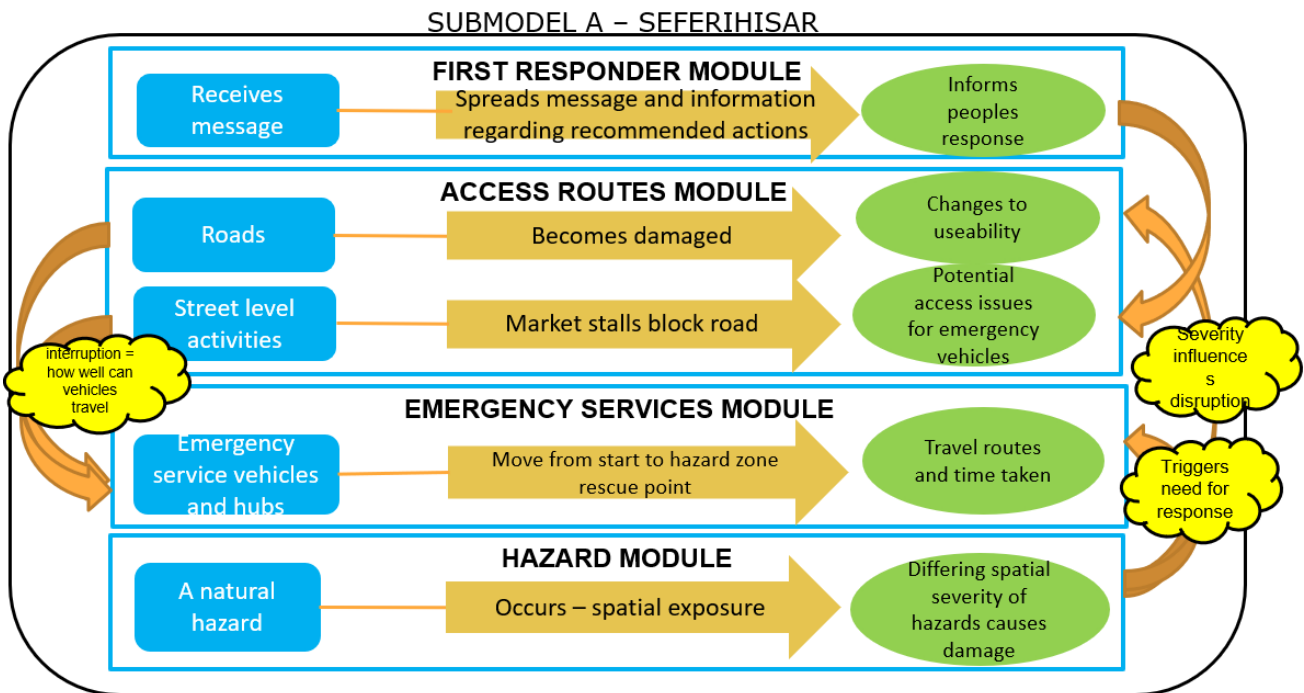 SUBMODEL A – SEFERIHISAR
FIRST RESPONDER MODULE
Receives
message
Spreads message and information
regarding recommended actions
Informs
peoples
response
ACCESS ROUTES MODULE
Roads
Becomes damaged
Changes to
useability
Street level
activities
Market stalls block road
Potential
access issues
for emergency
vehicles
interruption =
how well can
vehicles
travel
Severity
influence
s
disruption
EMERGENCY SERVICES MODULE
Emergency
service vehicles
and hubs
Move from start to hazard zone
rescue point
Travel routes
and time taken
Triggers
need for
response
HAZARD MODULE
A natural
hazard
Occurs – spatial exposure
Differing spatial
severity of
hazards causes
damage